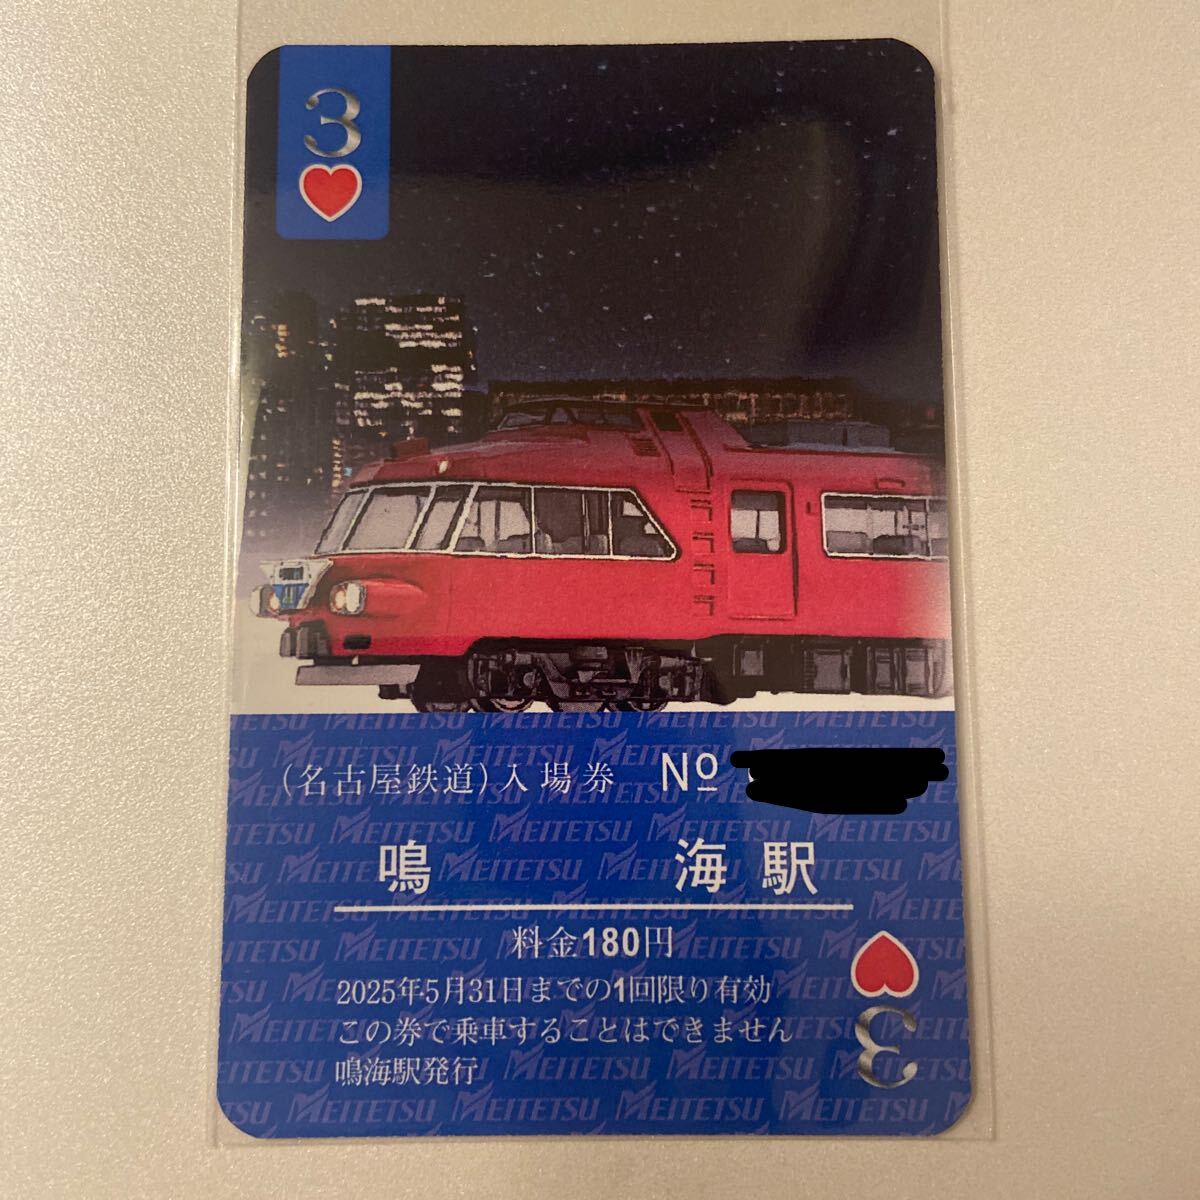 3
(名古屋鉄道)入場券 №
鳴海駅
料金180円
2025年5月31日までの1回限り有効
この券で乗車することはできません
鳴海駅発行
3
MEITETSU